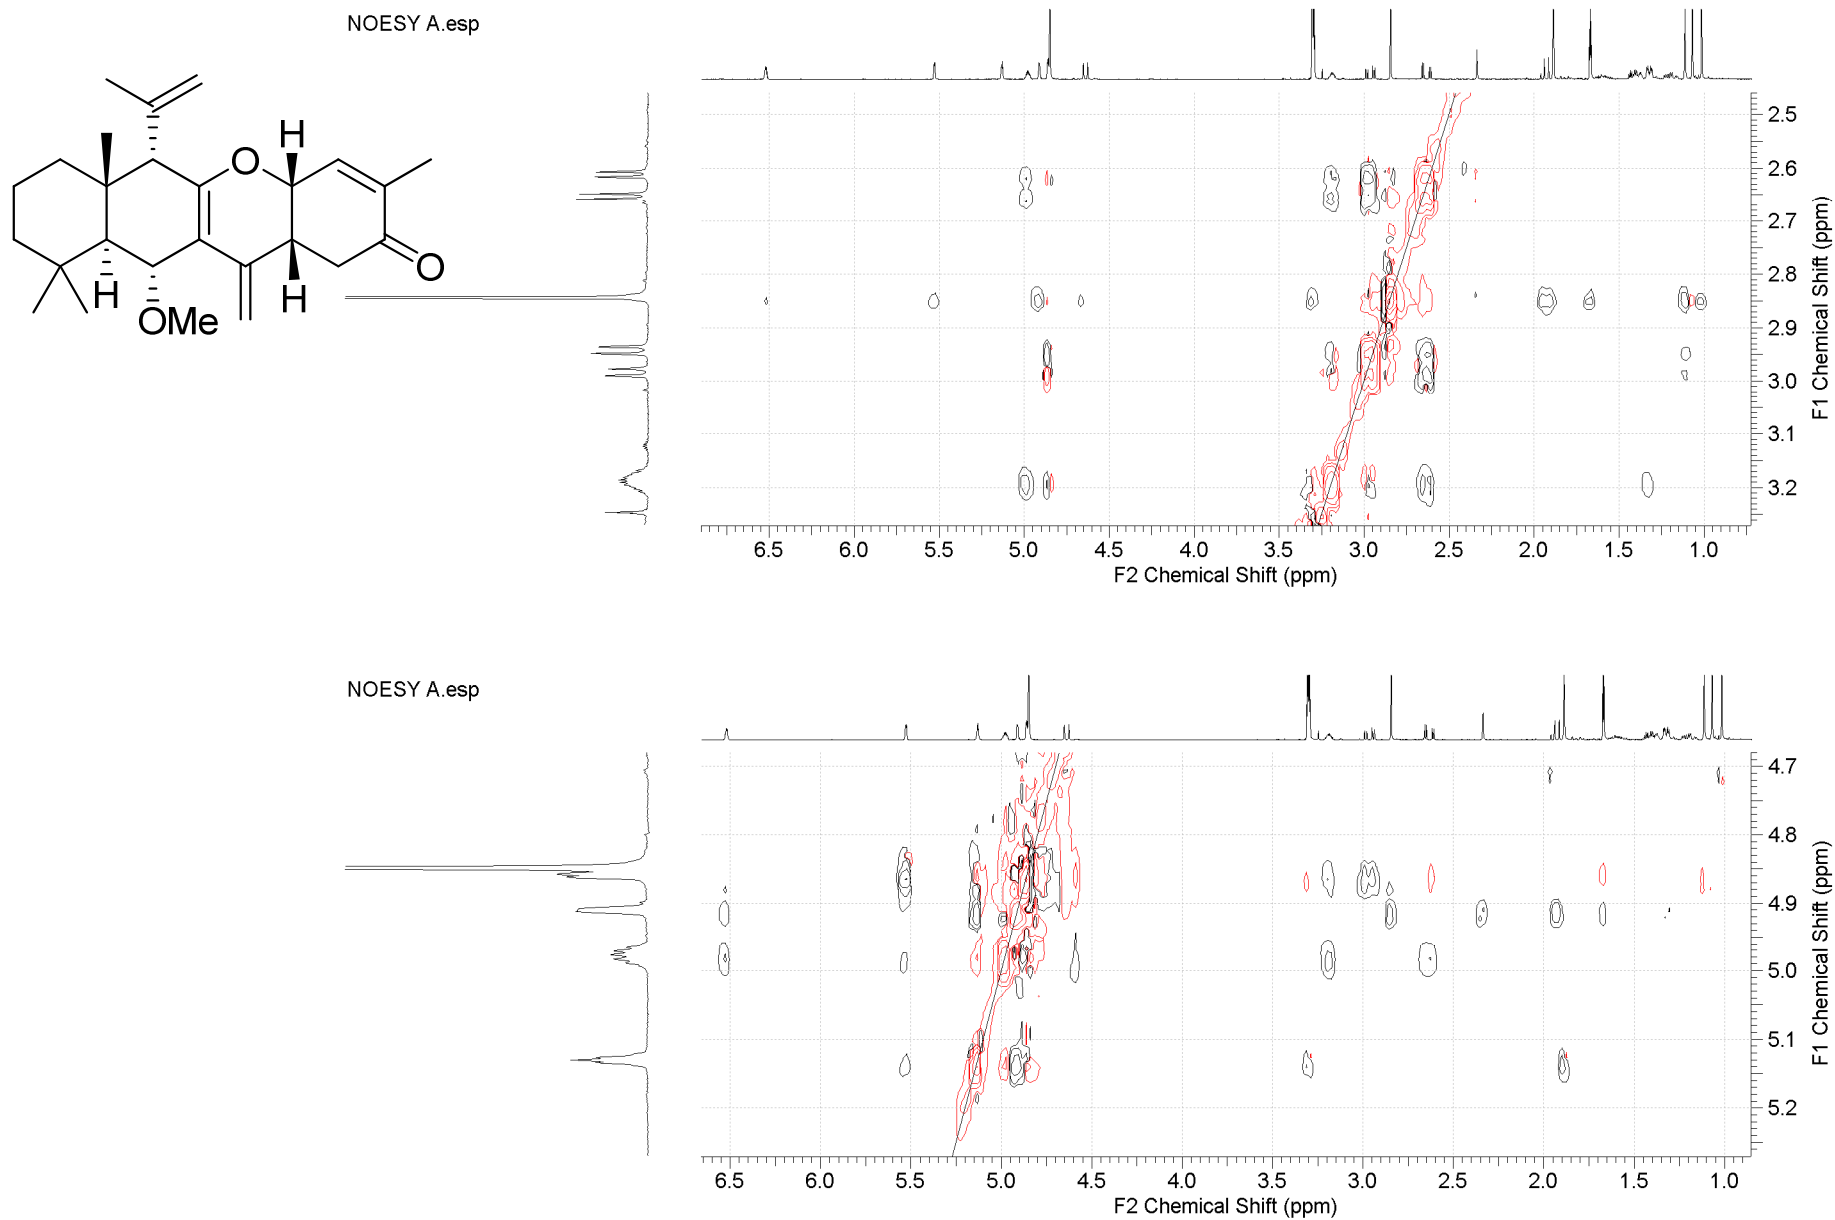 NOESY A.esp
H
O
O
H
H
OMe
2.5
2.6
2.7
2.8
2.9
3.0
3.1
3.2
F1 Chemical Shift (ppm)
6.5 6.0 5.5 5.0 4.5 4.0 3.5 3.0 2.5 2.0 1.5 1.0
F2 Chemical Shift (ppm)
NOESY A.esp
4.7
4.8
4.9
5.0
5.1
5.2
F1 Chemical Shift (ppm)
6.5 6.0 5.5 5.0 4.5 4.0 3.5 3.0 2.5 2.0 1.5 1.0
F2 Chemical Shift (ppm)